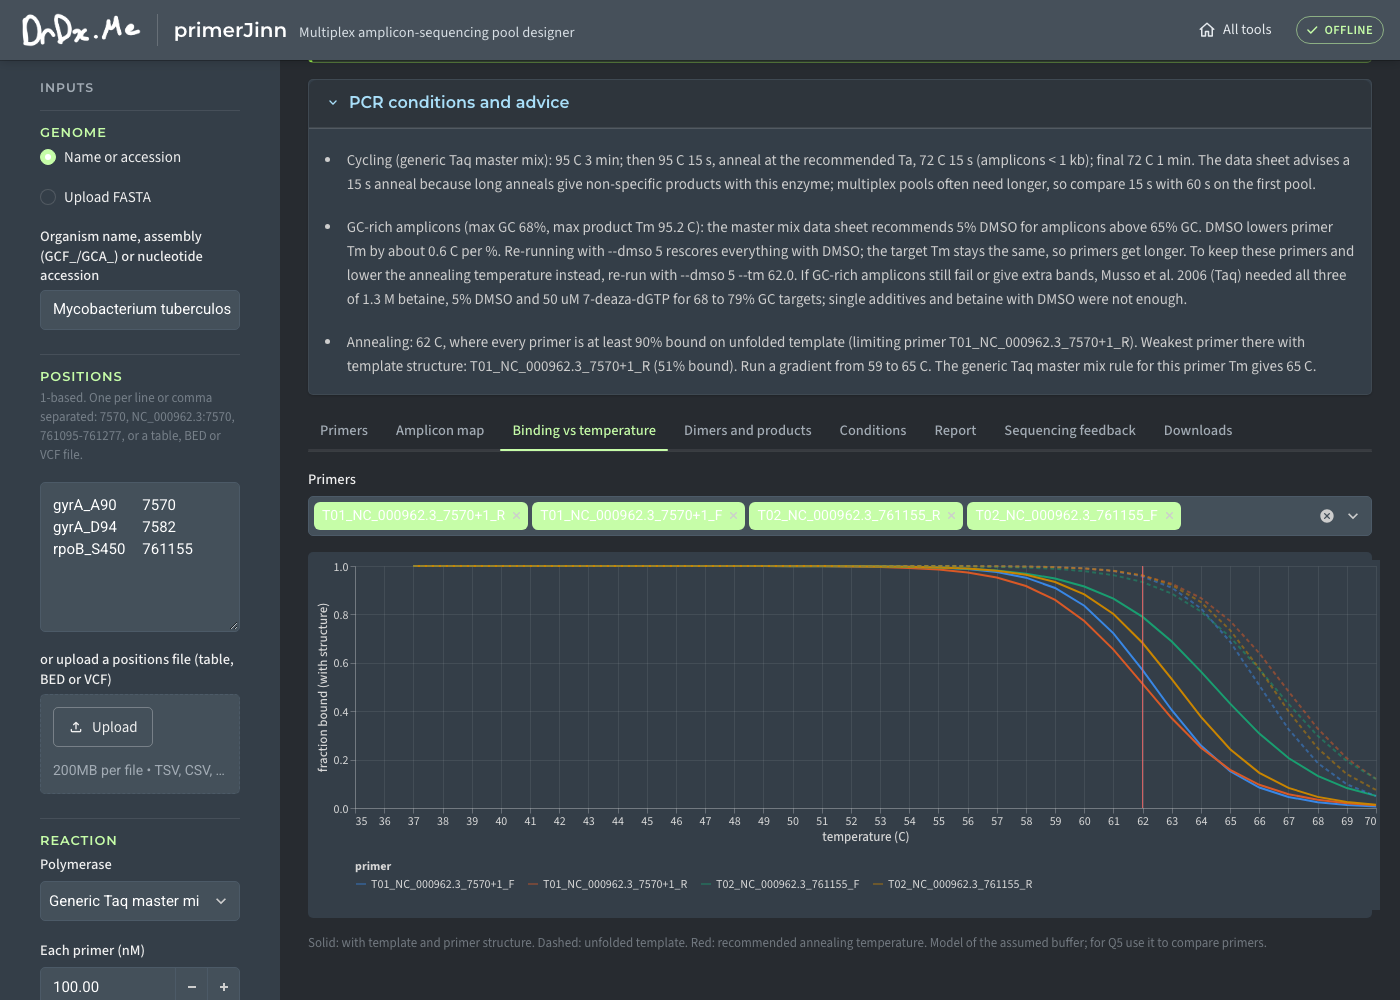 DnDx.Me
primerJinn
Multiplex amplicon-sequencing pool designer
All tools
OFFLINE
INPUTS
GENOME
Name or accession
Upload FASTA
Organism name, assembly
(GCF_/GCA_) or nucleotide
accession
Mycobacterium tuberculos
POSITIONS
1-based. One per line or comma
separated: 7570, NC_000962.3:7570,
761095-761277, or a table, BED or
VCF file.
gyrA_A90 7570
gyrA_D94 7582
rpoB_S450 761155
or upload a positions file (table,
BED or VCF)
Upload
200MB per file • TSV, CSV, ...
REACTION
Polymerase
Generic Taq master mi
Each primer (nM)
100.00
PCR conditions and advice
• Cycling (generic Taq master mix): 95 C 3 min; then 95 C 15 s, anneal at the recommended Ta, 72 C 15 s (amplicons < 1 kb); final 72 C 1 min. The data sheet advises a
15 s anneal because long anneals give non-specific products with this enzyme; multiplex pools often need longer, so compare 15 s with 60 s on the first pool.
• GC-rich amplicons (max GC 68%, max product Tm 95.2 C): the master mix data sheet recommends 5% DMSO for amplicons above 65% GC. DMSO lowers primer
Tm by about 0.6 C per %. Re-running with --dmso 5 rescores everything with DMSO; the target Tm stays the same, so primers get longer. To keep these primers and
lower the annealing temperature instead, re-run with --dmso 5 --tm 62.0. If GC-rich amplicons still fail or give extra bands, Musso et al. 2006 (Taq) needed all three
of 1.3 M betaine, 5% DMSO and 50 uM 7-deaza-dGTP for 68 to 79% GC targets; single additives and betaine with DMSO were not enough.
• Annealing: 62 C, where every primer is at least 90% bound on unfolded template (limiting primer T01_NC_000962.3_7570+1_R). Weakest primer there with
template structure: T01_NC_000962.3_7570+1_R (51% bound). Run a gradient from 59 to 65 C. The generic Taq master mix rule for this primer Tm gives 65 C.
Primers Amplicon map Binding vs temperature Dimers and products Conditions Report Sequencing feedback Downloads
Primers
T01_NC_000962.3_7570+1_R T01_NC_000962.3_7570+1_F T02_NC_000962.3_761155_R T02_NC_000962.3_761155_F
fraction bound (with structure)
1.0
0.8
0.6
0.4
0.2
0.0
35 36 37 38 39 40 41 42 43 44 45 46 47 48 49 50 51 52 53 54 55 56 57 58 59 60 61 62 63 64 65 66 67 68 69 70
temperature (C)
primer
T01_NC_000962.3_7570+1_F T01_NC_000962.3_7570+1_R T02_NC_000962.3_761155_F T02_NC_000962.3_761155_R
Solid: with template and primer structure. Dashed: unfolded template. Red: recommended annealing temperature. Model of the assumed buffer; for Q5 use it to compare primers.